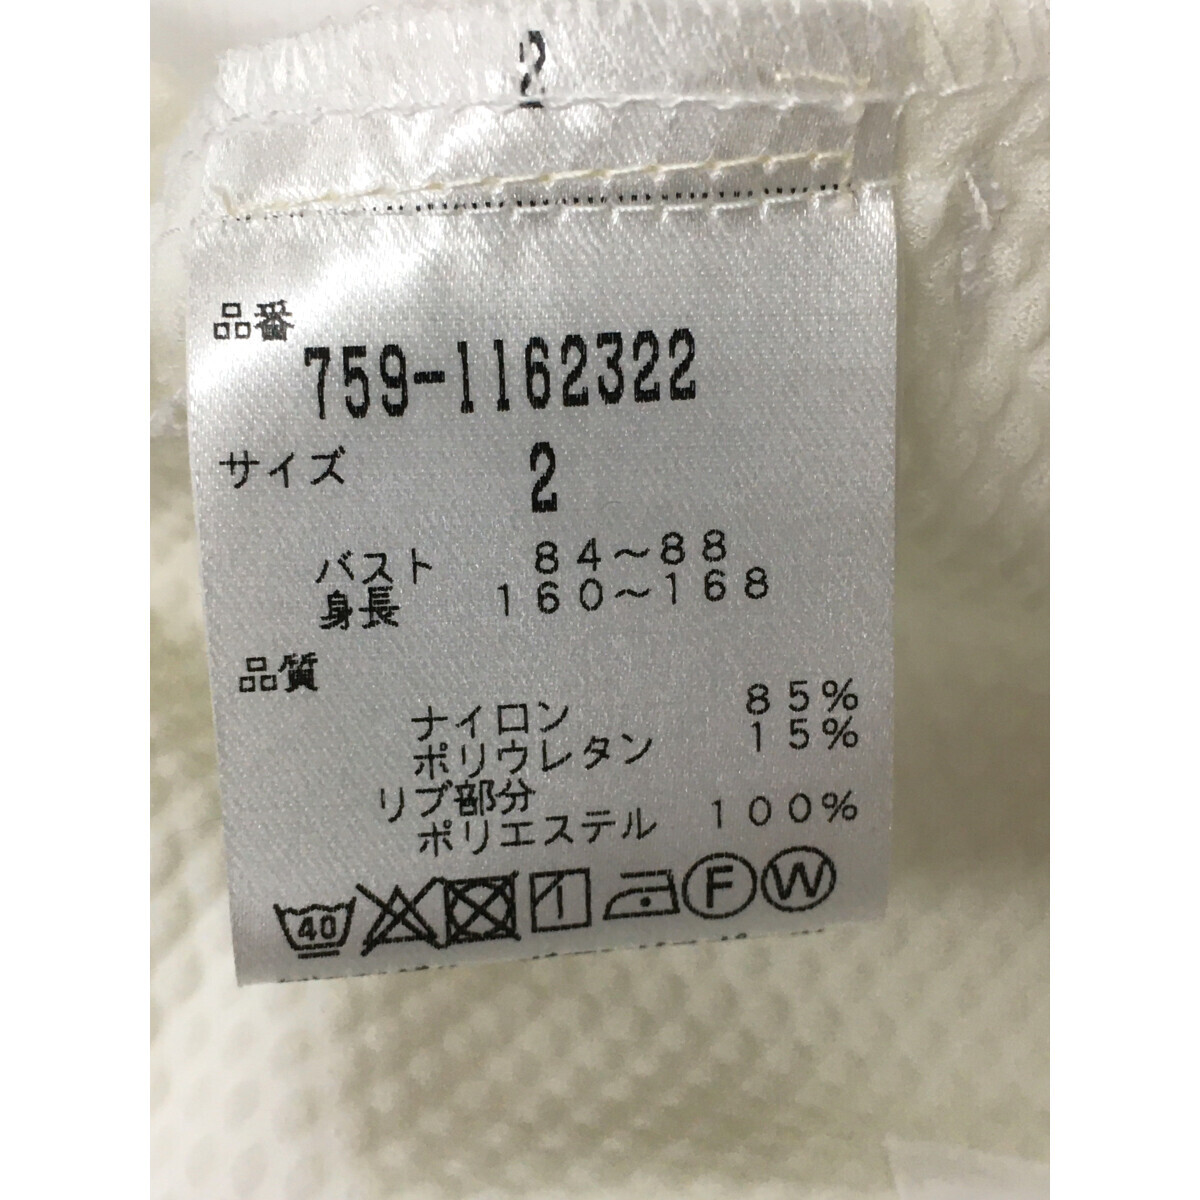 2
品番
759-1162322
サイズ 2
バスト 84～88
身長 160～168
品質
ナイロン 85%
ポリウレタン 15%
リブ部分
ポリエステル 100%
40 F W